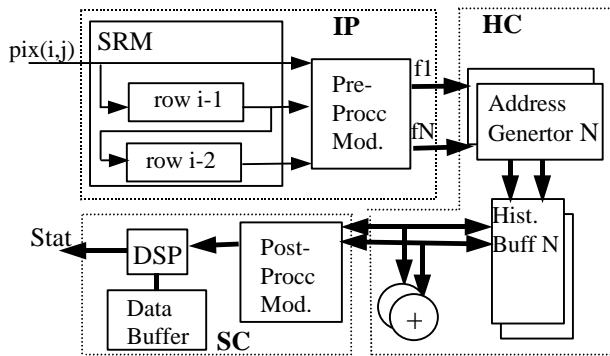 IP
HC
SRM
pix(i,j)
row i-1
row i-2
Pre-
Procc
Mod.
f1
fN
Address
Genertor N
Hist.
Buff N
Stat
DSP
Data
Buffer
Post-
Procc
Mod.
SC
+